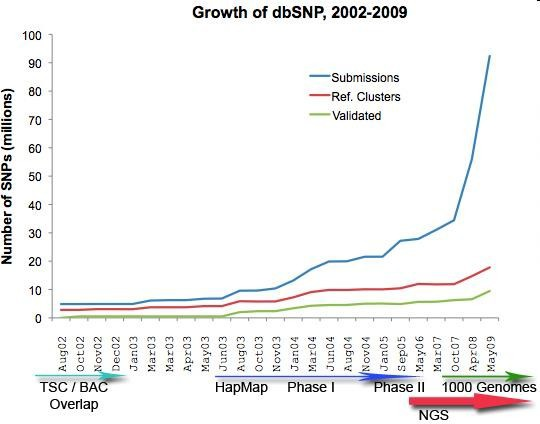 Growth of dbSNP, 2002-2009
Number of SNPs (millions)
100
90
80
70
60
50
40
30
20
10
0
Submissions
Ref. Clusters
Validated
Aug02
Oct02
Nov02
Dec02
Jan03
Mar03
Mar03
Apr03
May03
Jun03
Aug03
Oct03
Nov03
Jan04
Mar04
Jun04
Aug04
Nov04
Jan05
Sep05
May06
Mar07
Oct07
Apr08
May09
TSC / BAC
Overlap
HapMap Phase I Phase II 1000 Genomes
NGS